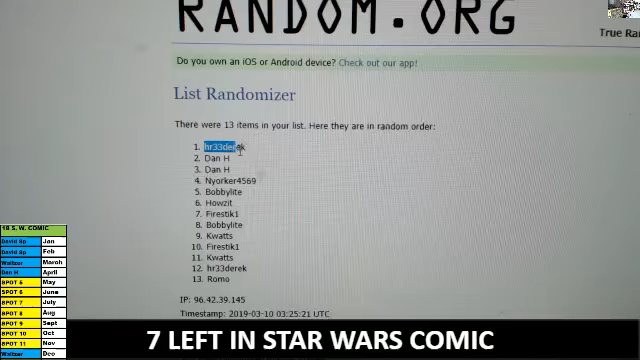 RANDOM.ORG
True Ra
Do you own an iOS or Android device? Check out our app!
List Randomizer
There were 13 items in your list. Here they are in random order:
1. hr33derek
2. Dan H
3. Dan H
4. Nyorker4569
5. Bobbylite
6. Howzit
7. Firestik1
8. Bobbylite
9. Kwatts
10. Firestik1
11. Kwatts
12. hr33derek
13. Romo
IP: 96.42.39.145
Timestamp: 2019-03-10 03:25:21 UTC
18 S. W. COMIC
David Sp Jan
David Sp Feb
Waltzer March
Dan H April
SPOT 5 May
SPOT 6 June
SPOT 7 July
SPOT 8 Aug
SPOT 9 Sept
SPOT 10 Oct
SPOT 11 Nov
Waltzer Dec
7 LEFT IN STAR WARS COMIC